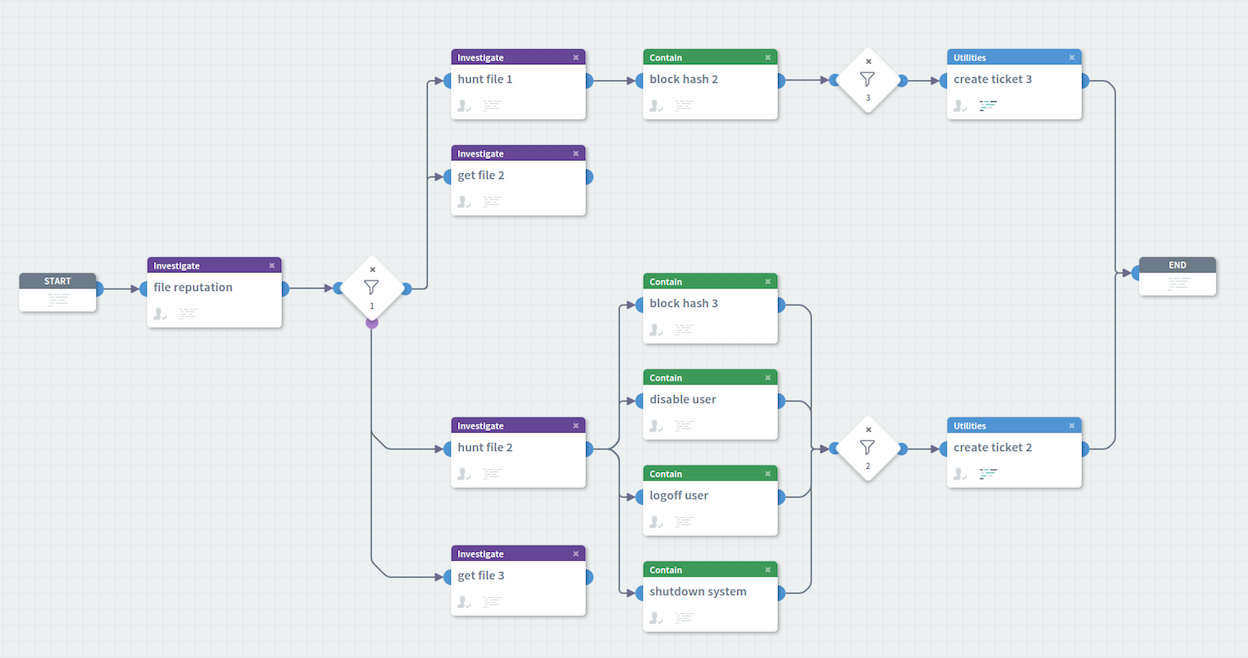 Investigate
hunt file 1
Contain
block hash 2
3
Utilities
create ticket 3
Investigate
get file 2
START
Investigate
file reputation
1
END
Contain
block hash 3
Contain
disable user
Investigate
hunt file 2
2
Utilities
create ticket 2
Contain
logoff user
Investigate
get file 3
Contain
shutdown system